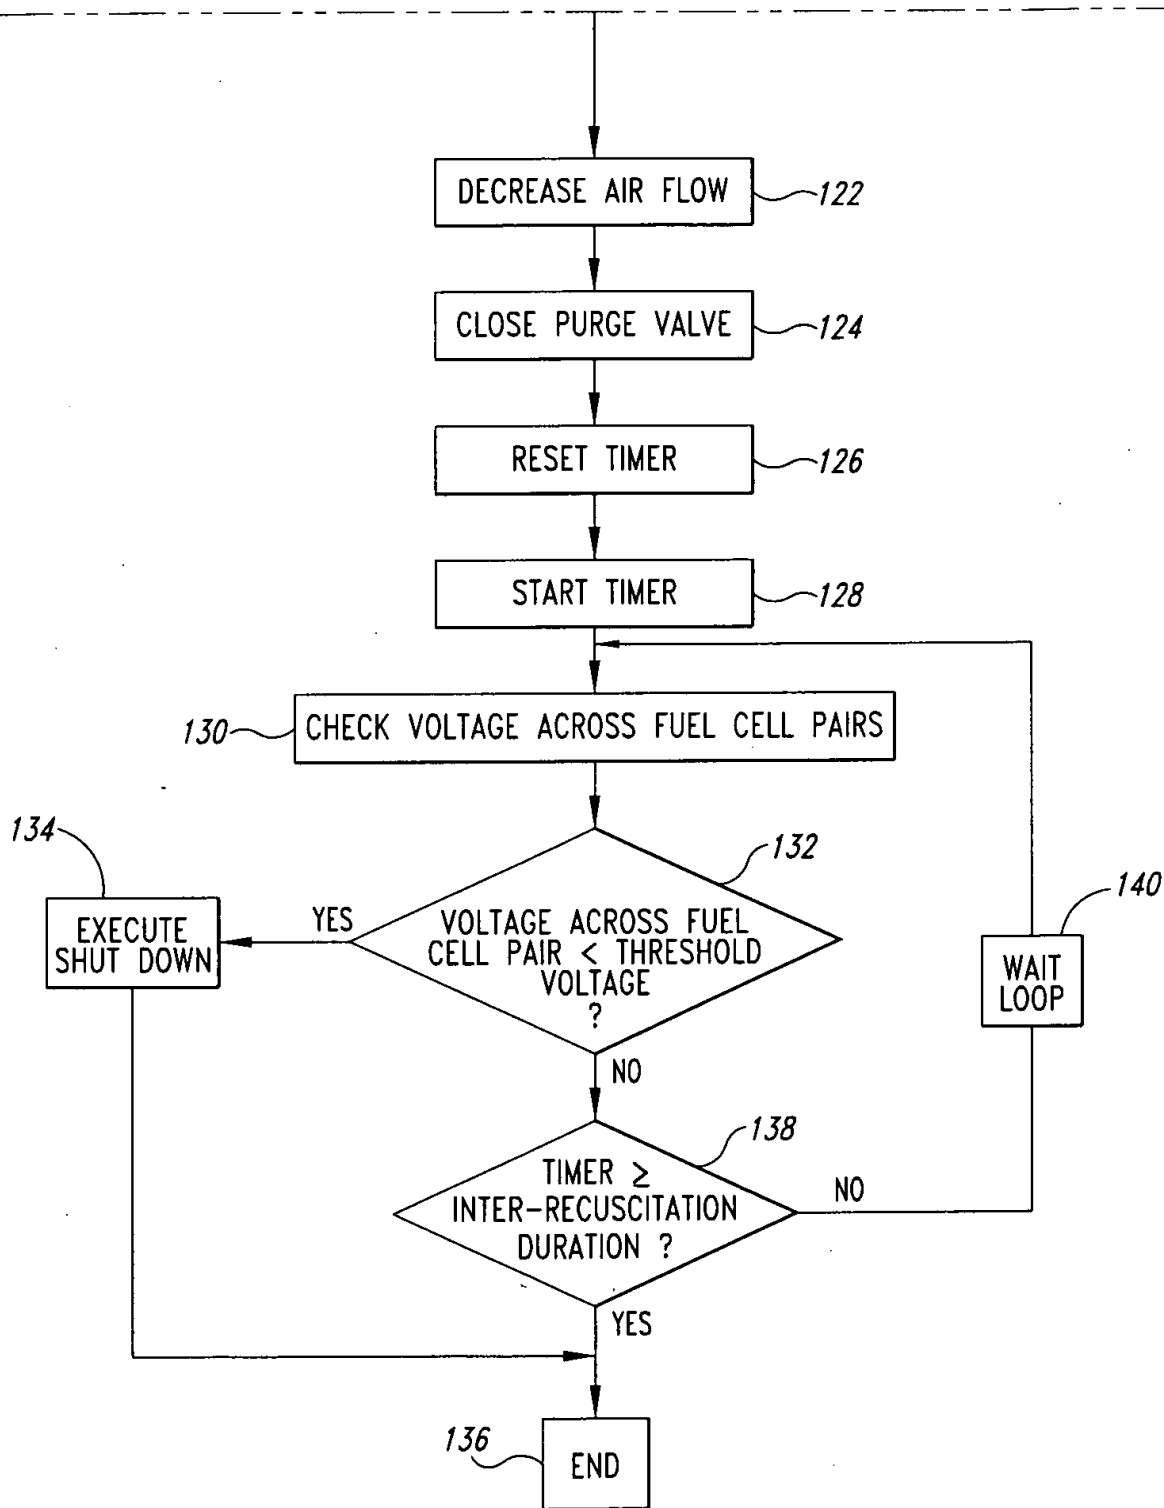 DECREASE AIR FLOW
122
CLOSE PURGE VALVE
124
RESET TIMER
126
START TIMER
128
130
CHECK VOLTAGE ACROSS FUEL CELL PAIRS
134
132
EXECUTE
SHUT DOWN
YES
VOLTAGE ACROSS FUEL
CELL PAIR < THRESHOLD
VOLTAGE
?
140
WAIT
LOOP
NO
138
TIMER ≥
INTER-RECUSCITATION
DURATION ?
NO
YES
136
END